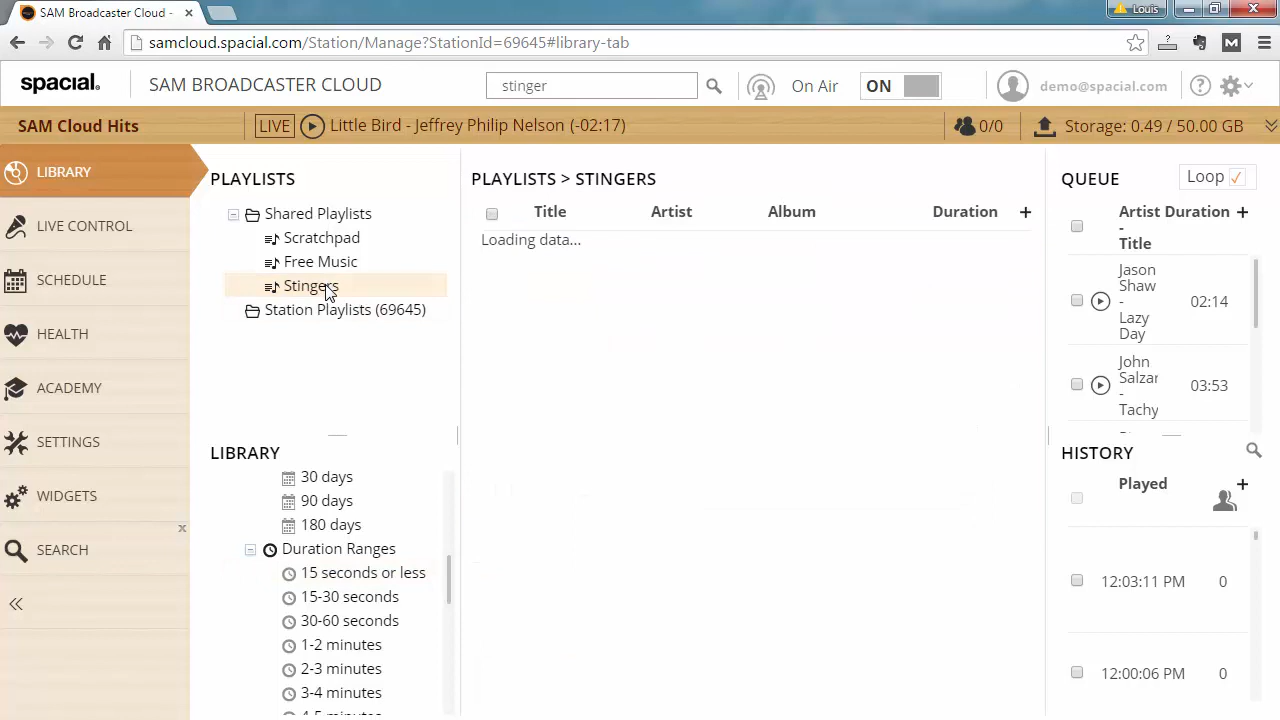 SAM Broadcaster Cloud -
Louis
samcloud.spacial.com/Station/Manage?StationId=69645#library-tab
spacial.
SAM BROADCASTER CLOUD
stinger
On Air
ON
demo@spacial.com
SAM Cloud Hits
LIVE
Little Bird - Jeffrey Philip Nelson (-02:17)
0/0
Storage: 0.49 / 50.00 GB
LIBRARY
LIVE CONTROL
SCHEDULE
HEALTH
ACADEMY
SETTINGS
WIDGETS
x
SEARCH
PLAYLISTS
Shared Playlists
Scratchpad
Free Music
Stingers
Station Playlists (69645)
LIBRARY
30 days
90 days
180 days
Duration Ranges
15 seconds or less
15-30 seconds
30-60 seconds
1-2 minutes
2-3 minutes
3-4 minutes
PLAYLISTS > STINGERS
Title Artist Album Duration +
Loading data...
QUEUE
Loop ✓
Artist Duration +
-
Title
Jason
Shaw
-
Lazy
Day
02:14
John
Salzar
-
Tachy
03:53
HISTORY
Played +
12:03:11 PM 0
12:00:06 PM 0